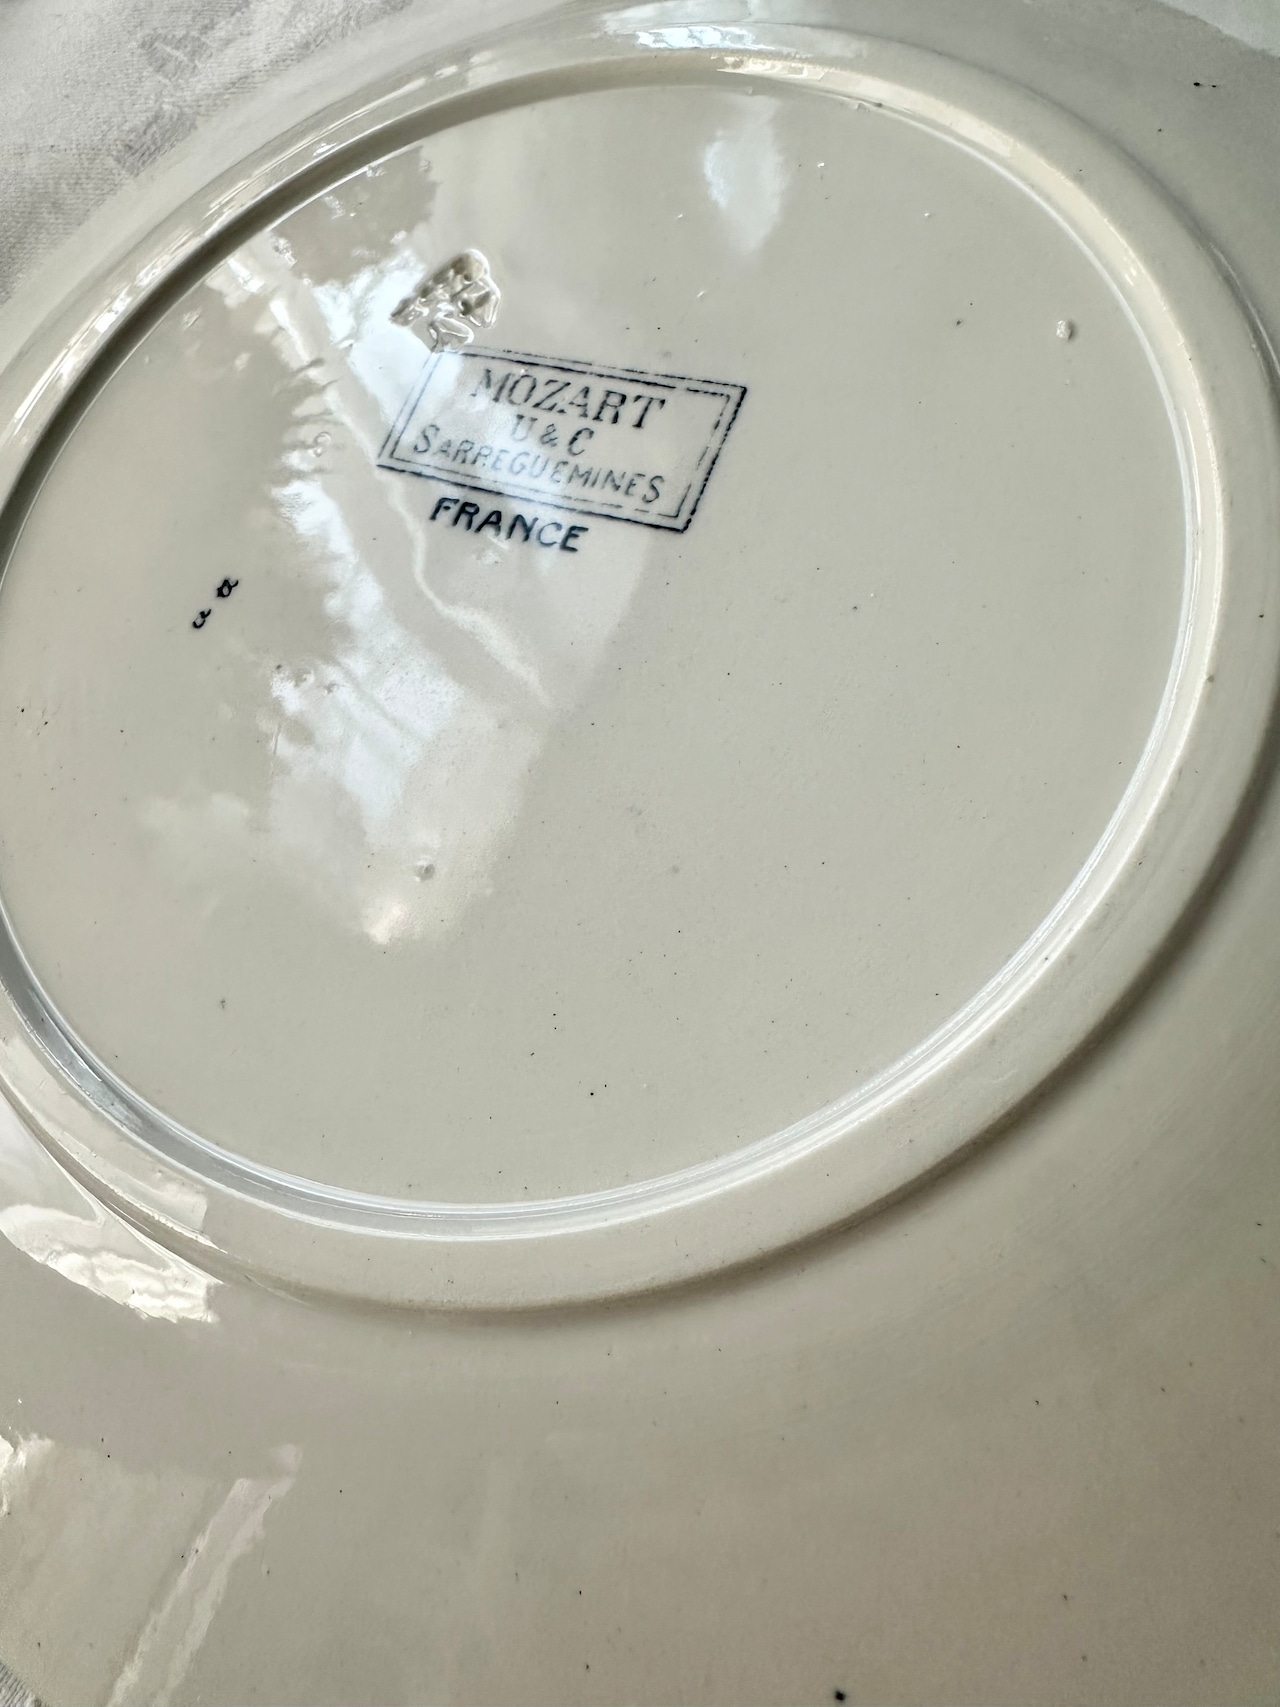 MOZART
U & C
SARREGUEMINES
FRANCE